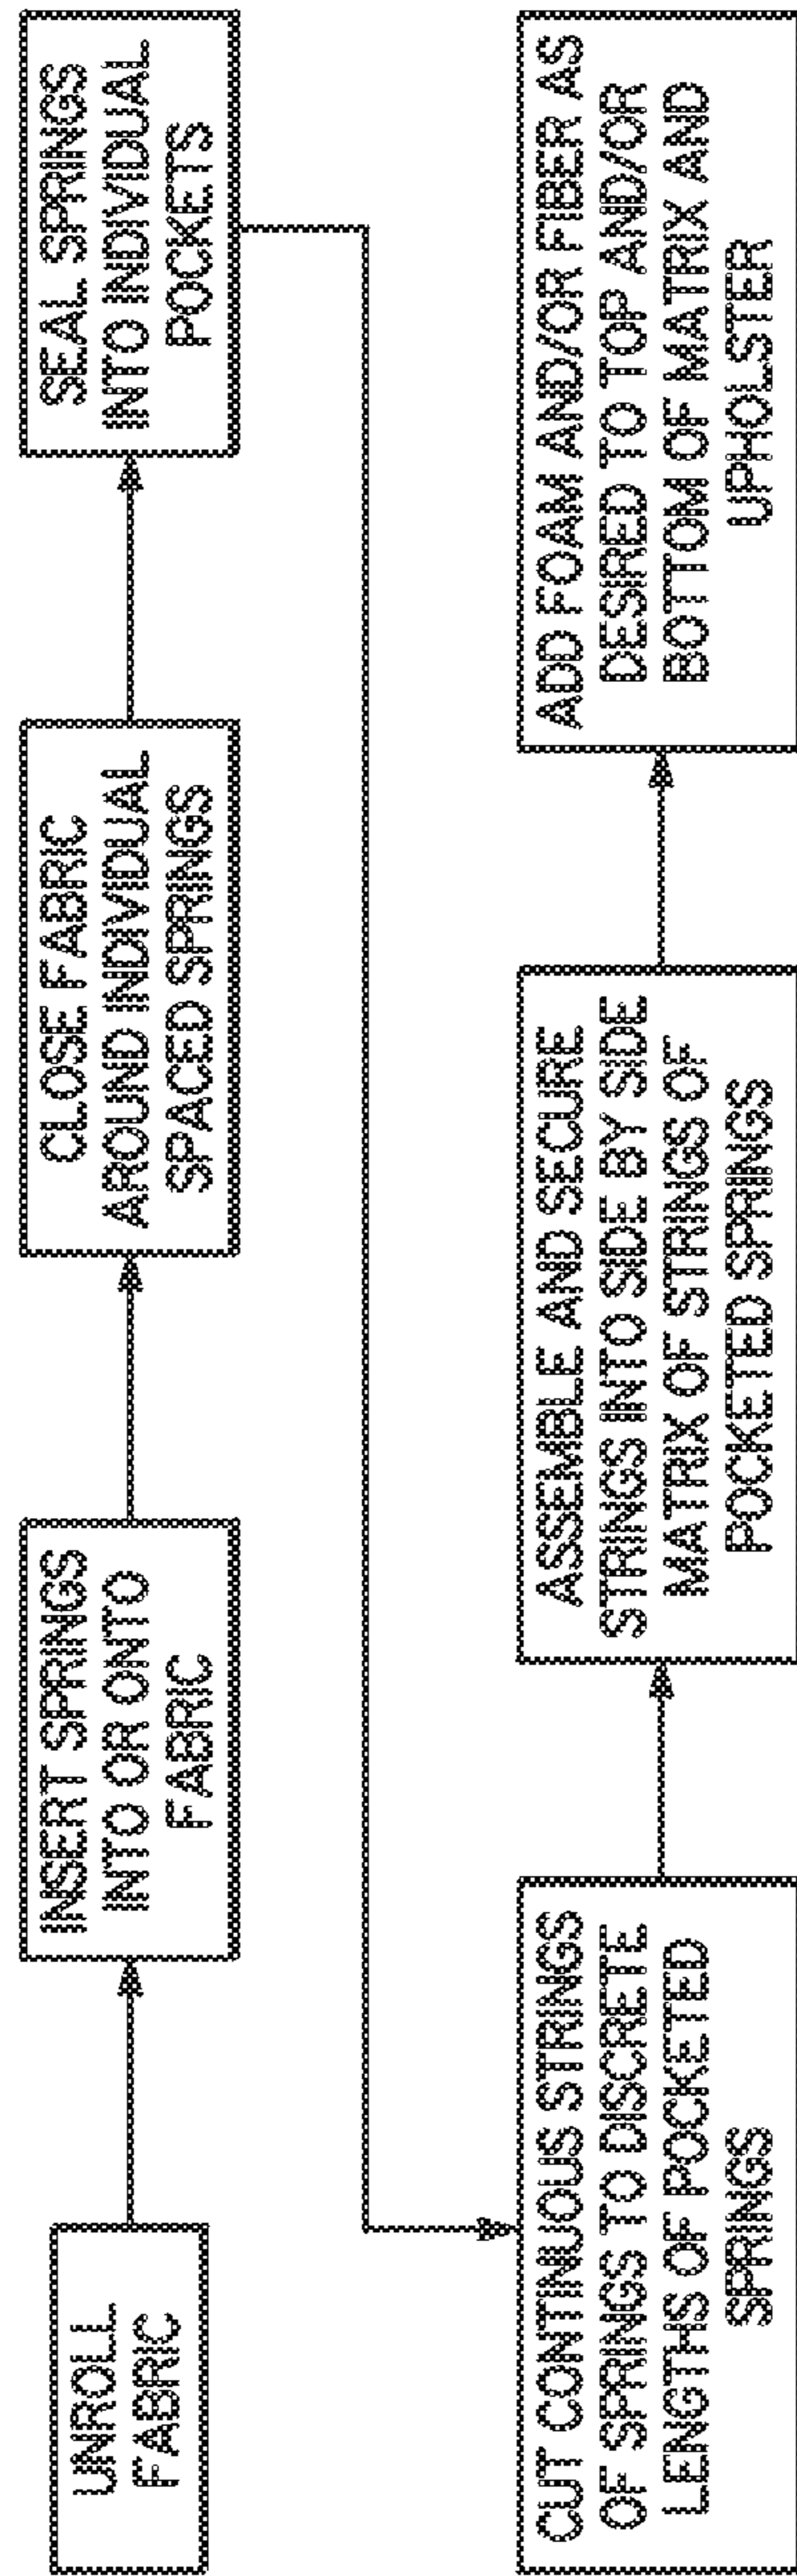 UNROLL
FABRIC
INSERT SPRINGS
INTO OR ONTO
FABRIC
CLOSE FABRIC
AROUND INDIVIDUAL
SPACED SPRINGS
SEAL SPRINGS
INTO INDIVIDUAL
POCKETS
CUT CONTINUOUS STRINGS
OF SPRINGS TO DISCRETE
LENGTHS OF POCKETED
SPRINGS
ASSEMBLE AND SECURE
STRINGS INTO SIDE BY SIDE
MATRIX OF STRINGS OF
POCKETED SPRINGS
ADD FOAM AND/OR FIBER AS
DESIRED TO TOP AND/OR
BOTTOM OF MATRIX AND
UPHOLSTER